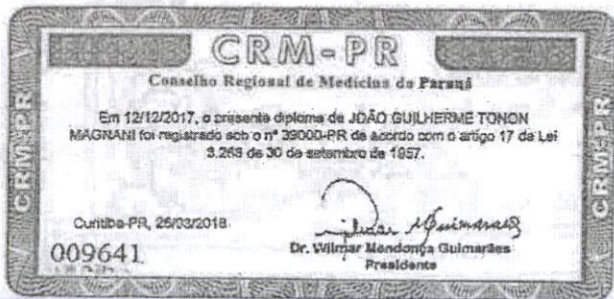 CRM-PR
Conselho Regional de Medicina do Paraná
CRM-PR
CRM-PR
Em 12/12/2017, o presente diploma de JOÃO GUILHERME TONON
MAGNANI foi registrado sob o nº 39000-PR de acordo com o artigo 17 da Lei
3.268 de 30 de setembro de 1957.
Curitiba-PR, 26/03/2018
009641
Dr. Wilmar Mendonça Guimarães
Presidente